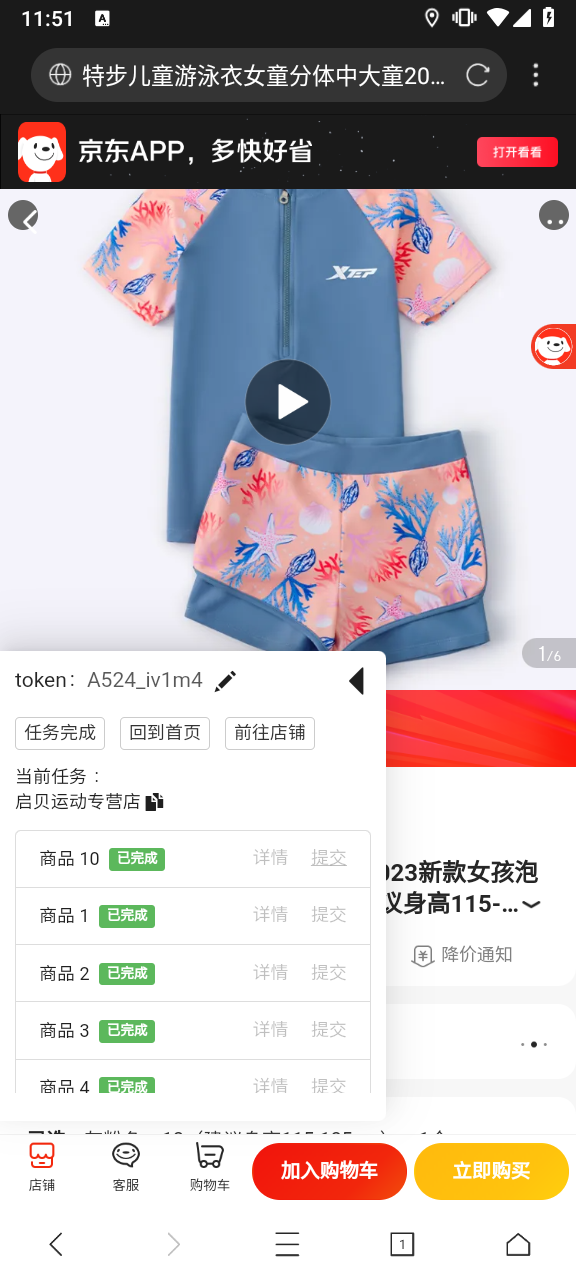 11:51
A
特步儿童游泳衣女童分体中大童20...
京东APP，多快好省
打开看看
XTEP
1/6
token： A524_iv1m4
任务完成
回到首页
前往店铺
当前任务：
启贝运动专营店
商品 10 已完成 详情 提交
商品 1 已完成 详情 提交
商品 2 已完成 详情 提交
商品 3 已完成 详情 提交
商品 4 已完成 详情 提交
023新款女孩泡
议身高115-...
降价通知
店铺
客服
购物车
加入购物车
立即购买
1